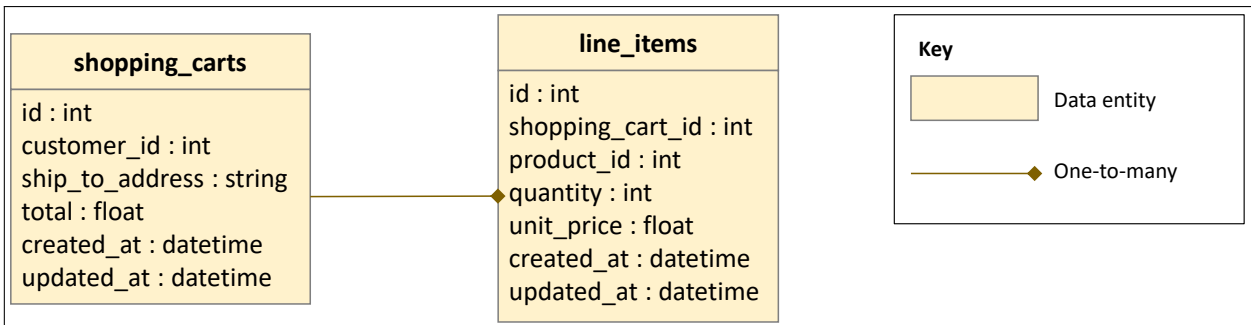 shopping_carts
id : int
customer_id : int
ship_to_address : string
total : float
created_at : datetime
updated_at : datetime
line_items
id : int
shopping_cart_id : int
product_id : int
quantity : int
unit_price : float
created_at : datetime
updated_at : datetime
Key
Data entity
One-to-many